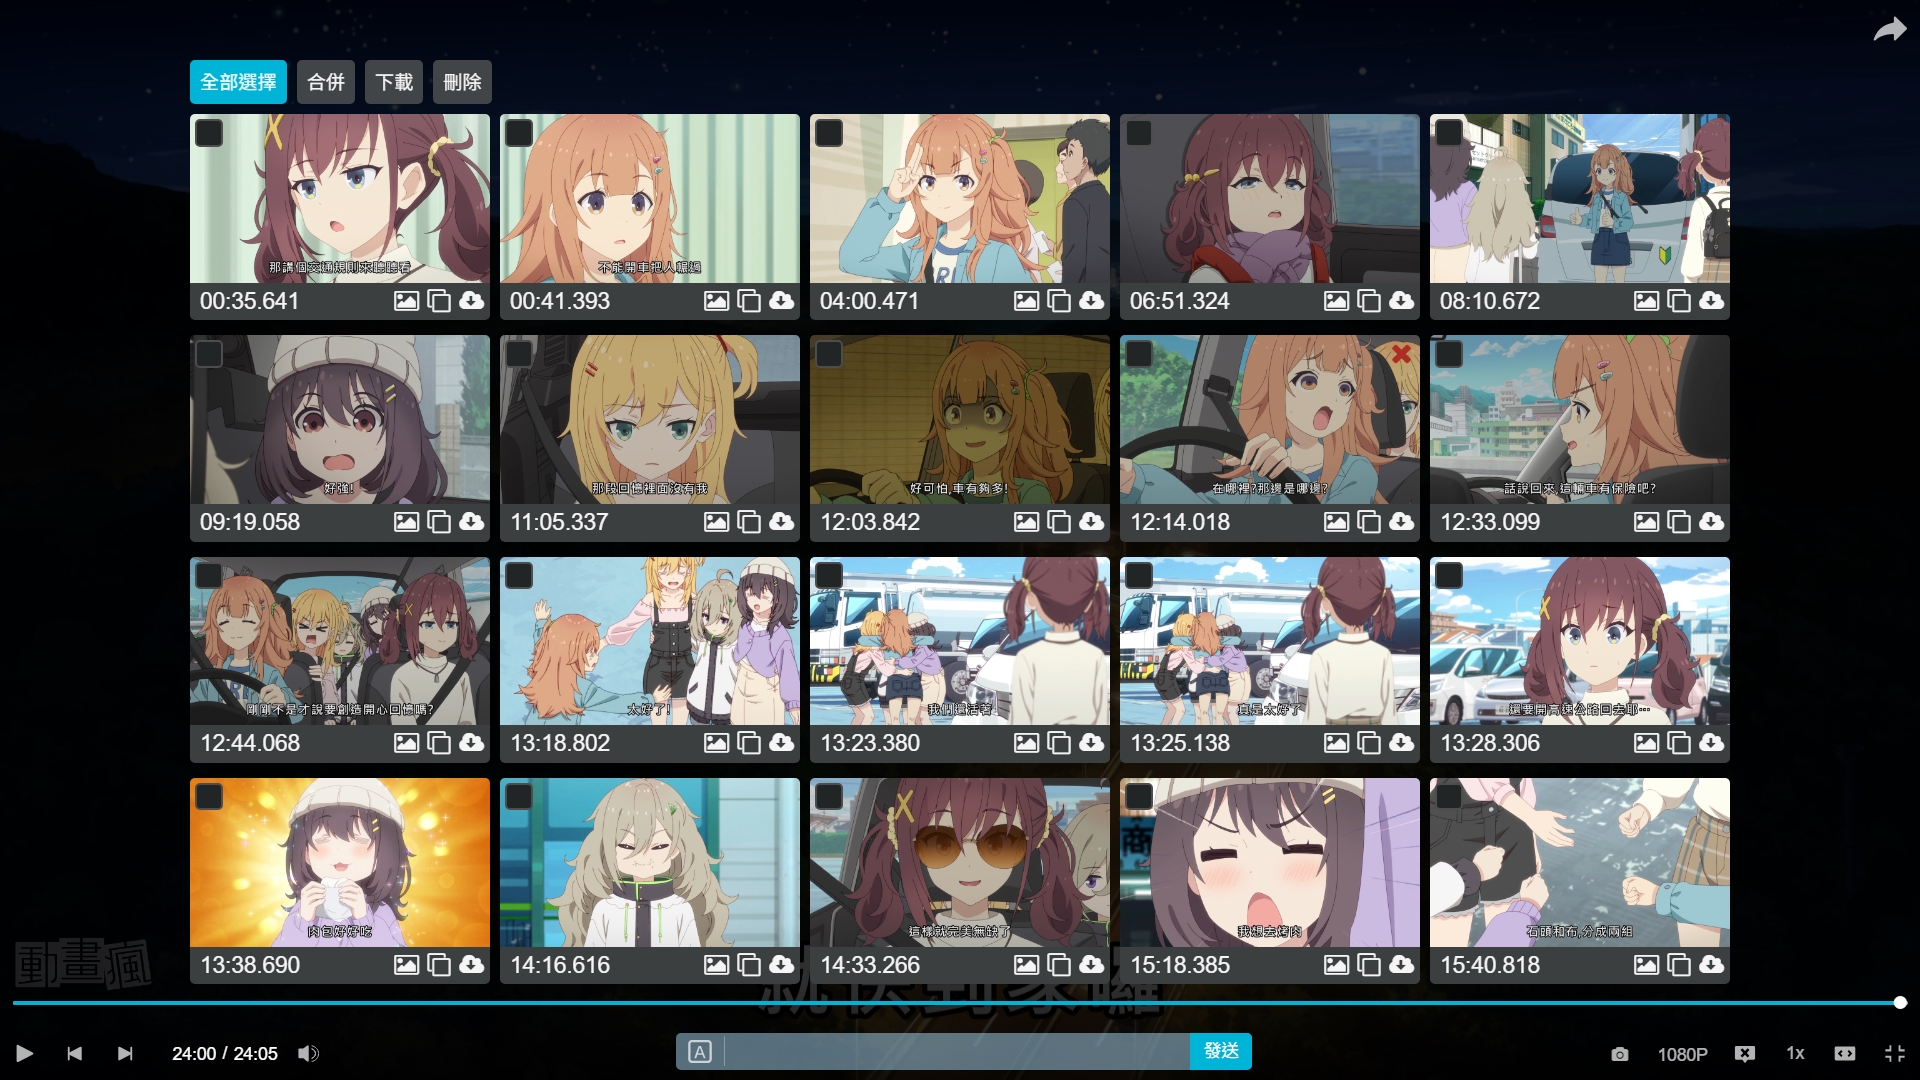 全部選擇 合併 下載 刪除
那講個交通規則來聽聽看
不能開車把人輾過
00:35.641
00:41.393
04:00.471
06:51.324
08:10.672
好強!
那段回憶裡面沒有我
好可怕,車有夠多!
在哪裡?那邊是哪邊?
話說回來,這輛車有保險吧?
09:19.058
11:05.337
12:03.842
12:14.018
12:33.099
剛剛不是才說要創造開心回憶嗎?
太好了!
我們還活著
真是太好了
還要開高速公路回去耶…
12:44.068
13:18.802
13:23.380
13:25.138
13:28.306
肉包好好吃
這樣就完美無缺了
我想去烤肉
石頭和布,分成兩組
13:38.690
14:16.616
14:33.266
15:18.385
15:40.818
動畫瘋
就快到家囉
24:00 / 24:05
A
發送
1080P
1x